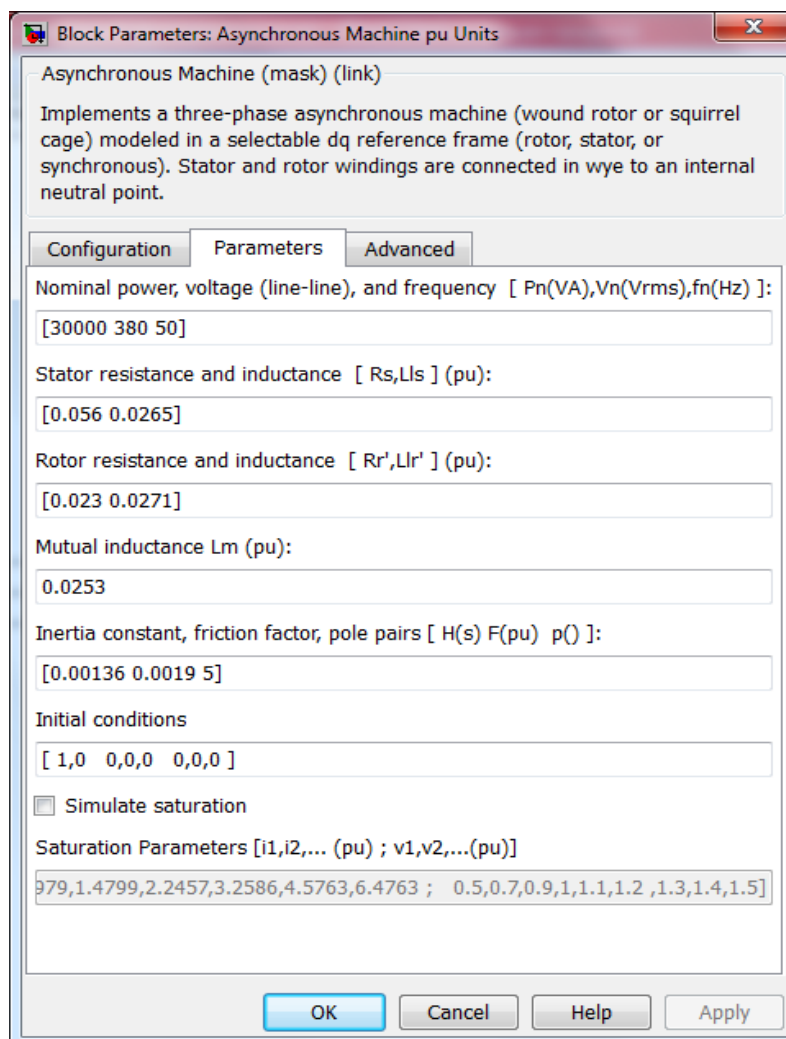 Block Parameters: Asynchronous Machine pu Units
Asynchronous Machine (mask) (link)
Implements a three-phase asynchronous machine (wound rotor or squirrel
cage) modeled in a selectable dq reference frame (rotor, stator, or
synchronous). Stator and rotor windings are connected in wye to an internal
neutral point.
Configuration Parameters Advanced
Nominal power, voltage (line-line), and frequency [ Pn(VA),Vn(Vrms),fn(Hz) ]:
[30000 380 50]
Stator resistance and inductance [ Rs,Lls ] (pu):
[0.056 0.0265]
Rotor resistance and inductance [ Rr',Llr' ] (pu):
[0.023 0.0271]
Mutual inductance Lm (pu):
0.0253
Inertia constant, friction factor, pole pairs [ H(s) F(pu) p() ]:
[0.00136 0.0019 5]
Initial conditions
[ 1,0 0,0,0 0,0,0 ]
Simulate saturation
Saturation Parameters [i1,i2,... (pu) ; v1,v2,...(pu)]
979,1.4799,2.2457,3.2586,4.5763,6.4763 ; 0.5,0.7,0.9,1,1.1,1.2 ,1.3,1.4,1.5]
OK Cancel Help Apply